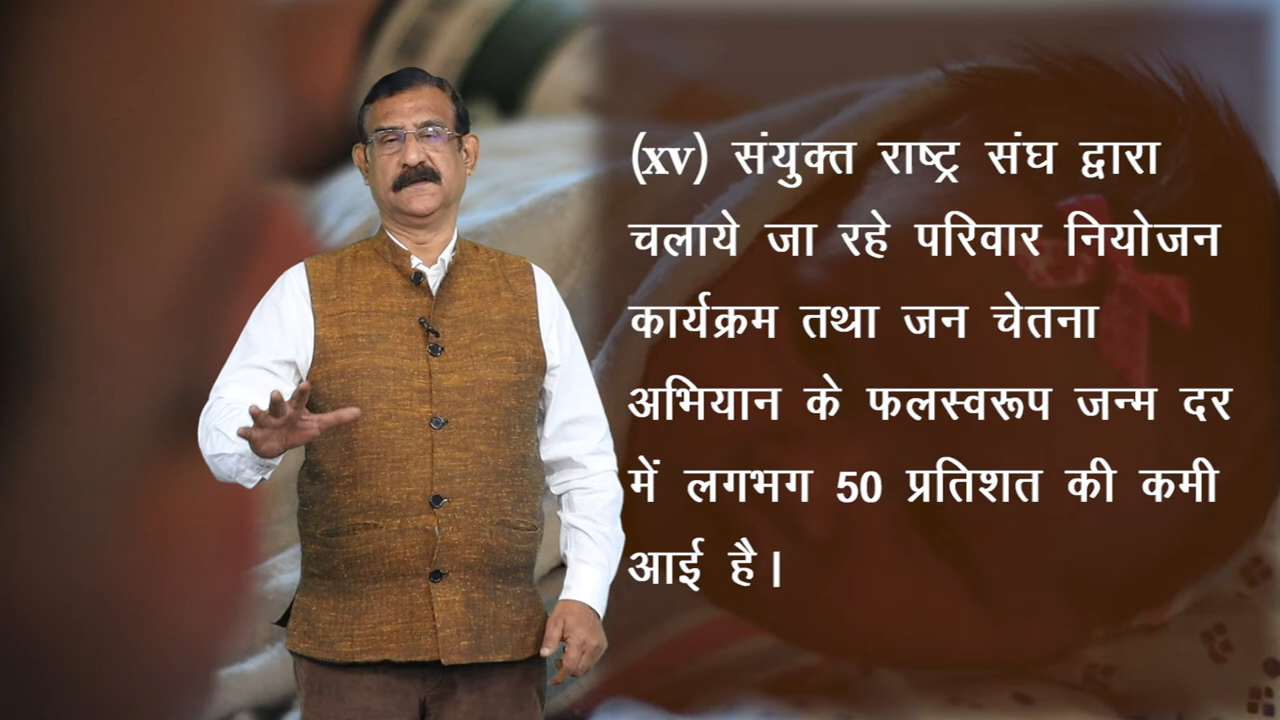 (xv) संयुक्त राष्ट्र संघ द्वारा
चलाये जा रहे परिवार नियोजन
कार्यक्रम तथा जन चेतना
अभियान के फलस्वरूप जन्म दर
में लगभग 50 प्रतिशत की कमी
आई है।